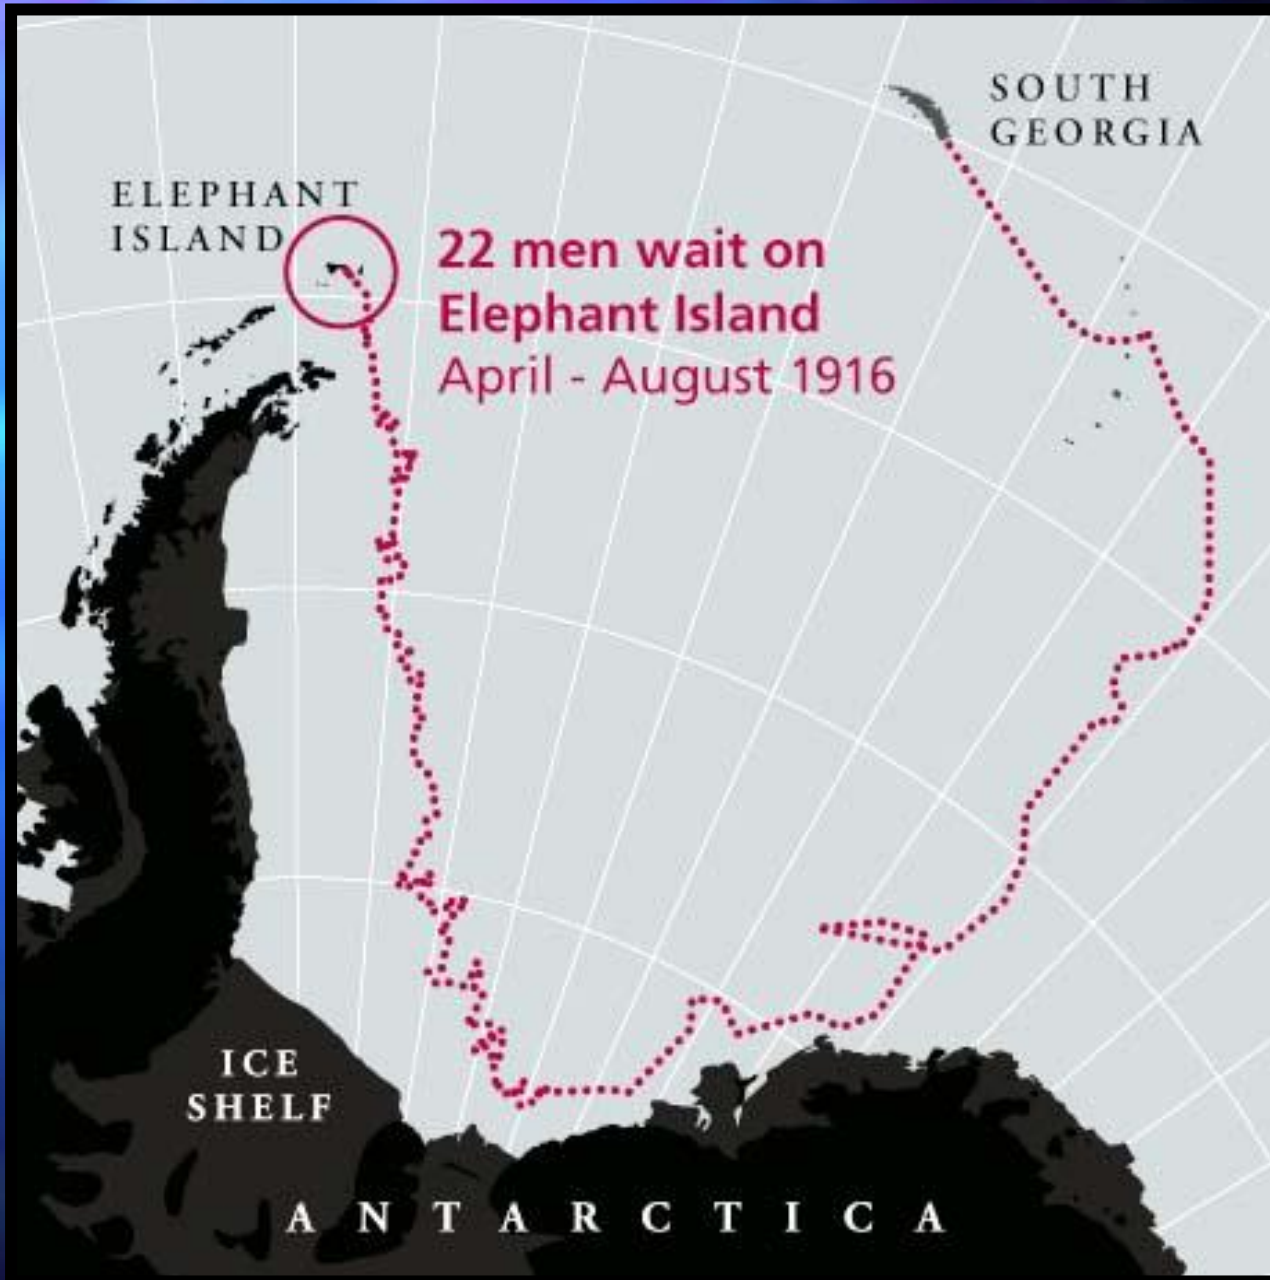 SOUTH
GEORGIA
ELEPHANT
ISLAND
22 men wait on
Elephant Island
April - August 1916
ICE
SHELF
ANTARCTICA